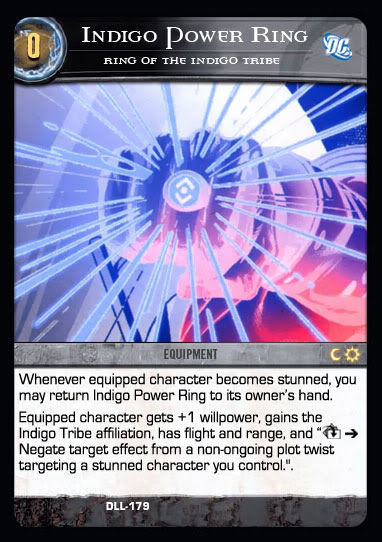 0
Indigo Power Ring
Ring of the Indigo Tribe
DC
EQUIPMENT
Whenever equipped character becomes stunned, you
may return Indigo Power Ring to its owner's hand.
Equipped character gets +1 willpower, gains the
Indigo Tribe affiliation, has flight and range, and “ ➔
Negate target effect from a non-ongoing plot twist
targeting a stunned character you control.".
DLL-179